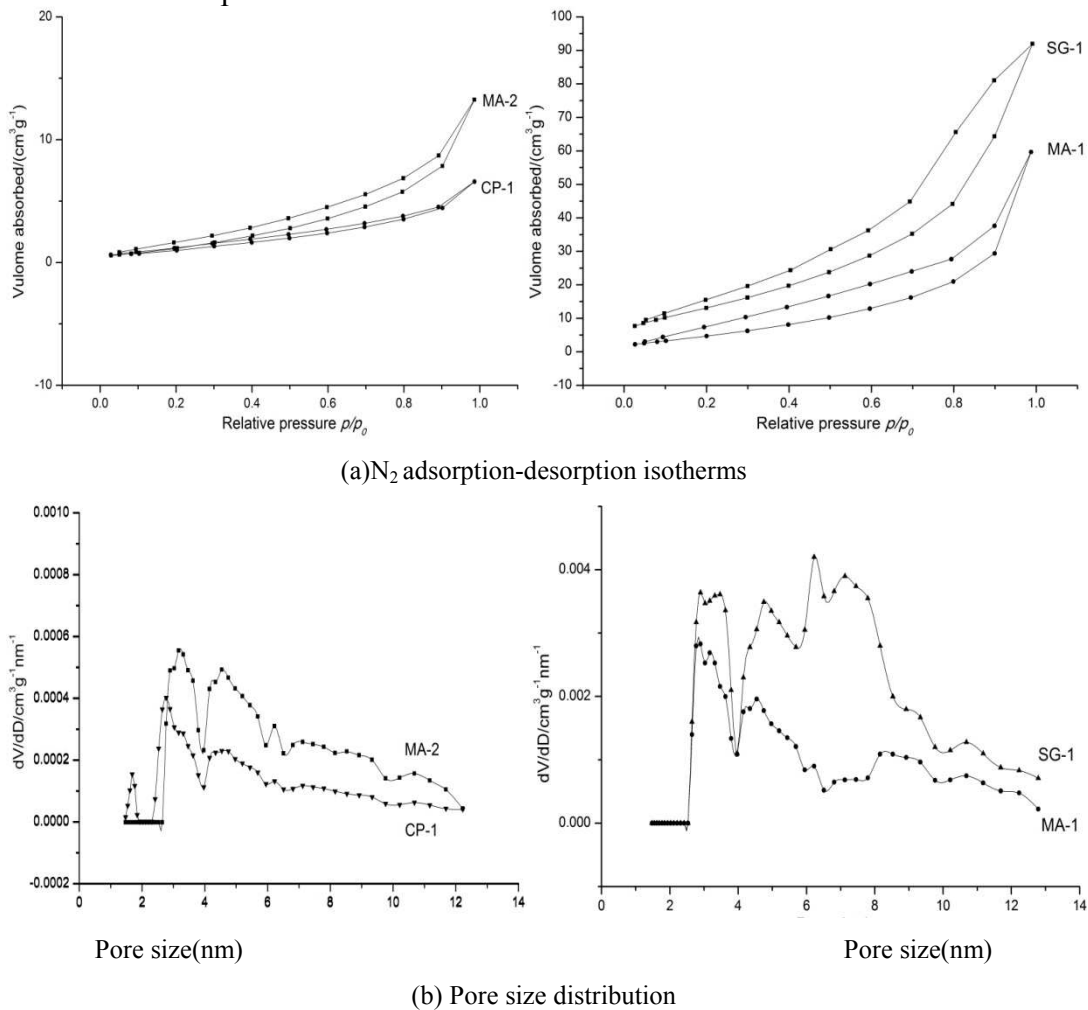 20
10
0
-10
Vulome absorbed/(cm³g⁻¹)
MA-2
CP-1
0.0 0.2 0.4 0.6 0.8 1.0
Relative pressure p/p₀
100
90
80
70
60
50
40
30
20
10
0
-10
Vulome absorbed/(cm³g⁻¹)
SG-1
MA-1
0.0 0.2 0.4 0.6 0.8 1.0
Relative pressure p/p₀
(a)N₂ adsorption-desorption isotherms
0.0010
0.0008
0.0006
0.0004
0.0002
0.0000
-0.0002
dV/dD/cm³g⁻¹nm⁻¹
MA-2
CP-1
0 2 4 6 8 10 12 14
Pore size(nm)
0.004
0.002
0.000
dV/dD/cm³g⁻¹nm⁻¹
SG-1
MA-1
0 2 4 6 8 10 12 14
Pore size(nm)
(b) Pore size distribution